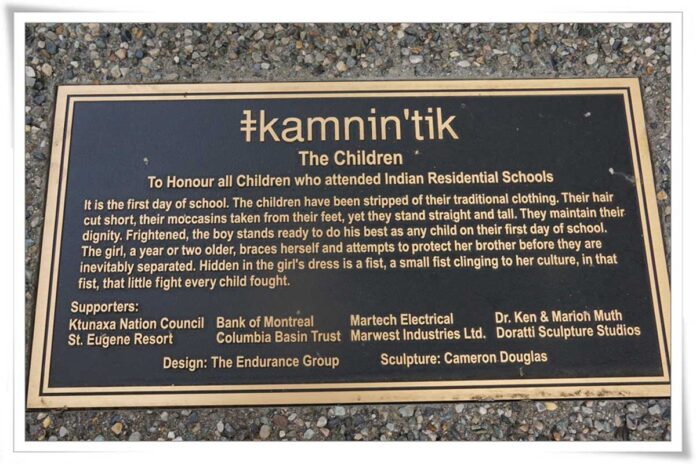 ⱡkamnin'tik
The Children
To Honour all Children who attended Indian Residential Schools
It is the first day of school. The children have been stripped of their traditional clothing. Their hair
cut short, their moccasins taken from their feet, yet they stand straight and tall. They maintain their
dignity. Frightened, the boy stands ready to do his best as any child on their first day of school.
The girl, a year or two older, braces herself and attempts to protect her brother before they are
inevitably separated. Hidden in the girl's dress is a fist, a small fist clinging to her culture, in that
fist, that little fight every child fought.
Supporters:
Ktunaxa Nation Council Bank of Montreal Martech Electrical Dr. Ken & Marion Muth
St. Eugene Resort Columbia Basin Trust Marwest Industries Ltd. Doratti Sculpture Studios
Design: The Endurance Group Sculpture: Cameron Douglas